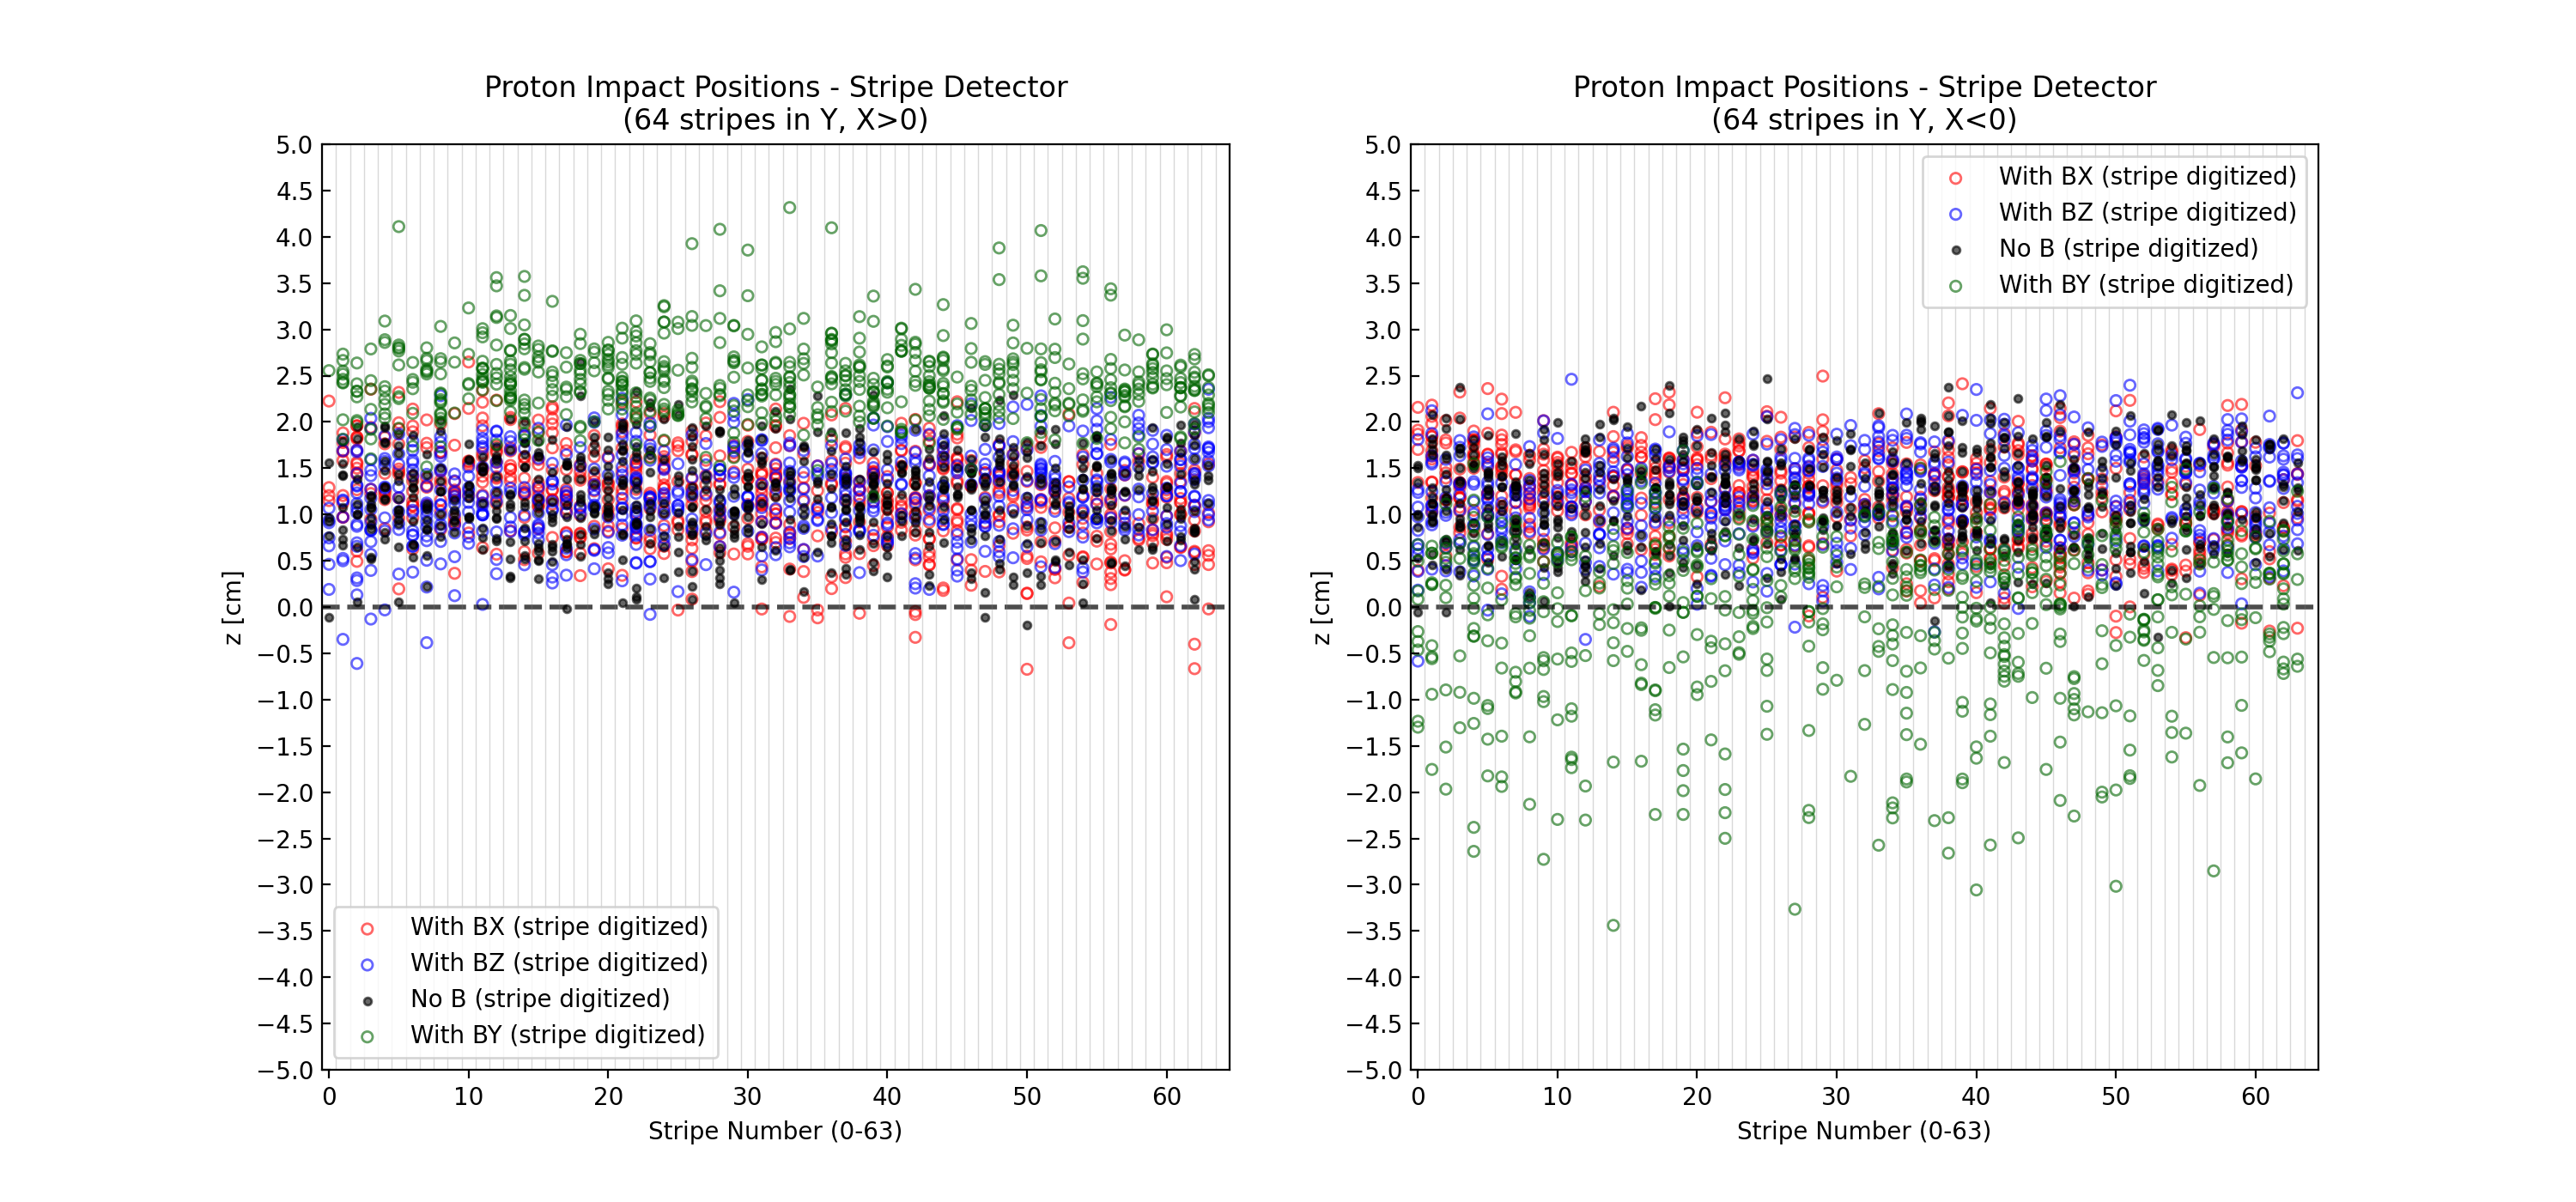 Proton Impact Positions - Stripe Detector
(64 stripes in Y, X>0)
5.0
4.5
4.0
3.5
3.0
2.5
2.0
1.5
1.0
0.5
0.0
−0.5
−1.0
−1.5
−2.0
−2.5
−3.0
−3.5
−4.0
−4.5
−5.0
z [cm]
With BX (stripe digitized)
With BZ (stripe digitized)
No B (stripe digitized)
With BY (stripe digitized)
0 10 20 30 40 50 60
Stripe Number (0-63)
Proton Impact Positions - Stripe Detector
(64 stripes in Y, X<0)
5.0
4.5
4.0
3.5
3.0
2.5
2.0
1.5
1.0
0.5
0.0
−0.5
−1.0
−1.5
−2.0
−2.5
−3.0
−3.5
−4.0
−4.5
−5.0
z [cm]
With BX (stripe digitized)
With BZ (stripe digitized)
No B (stripe digitized)
With BY (stripe digitized)
0 10 20 30 40 50 60
Stripe Number (0-63)